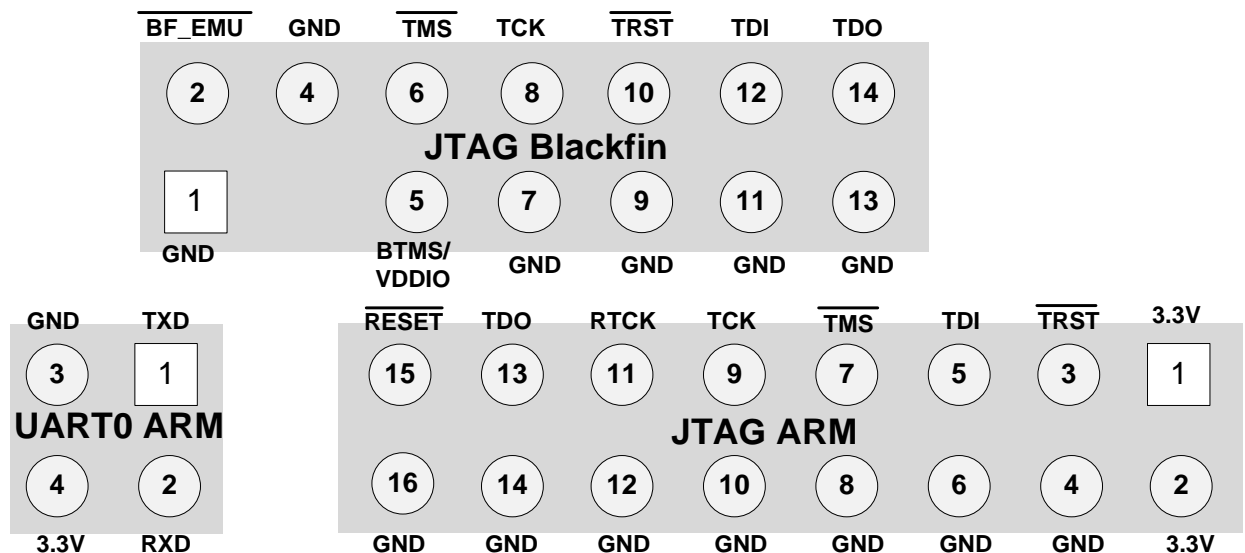 BF_EMU GND TMS TCK TRST TDI TDO
2 4 6 8 10 12 14
JTAG Blackfin
1 5 7 9 11 13
GND BTMS/ GND GND GND GND
VDDIO
GND TXD
3 1
UART0 ARM
4 2
3.3V RXD
RESET TDO RTCK TCK TMS TDI TRST 3.3V
15 13 11 9 7 5 3 1
JTAG ARM
16 14 12 10 8 6 4 2
GND GND GND GND GND GND GND 3.3V